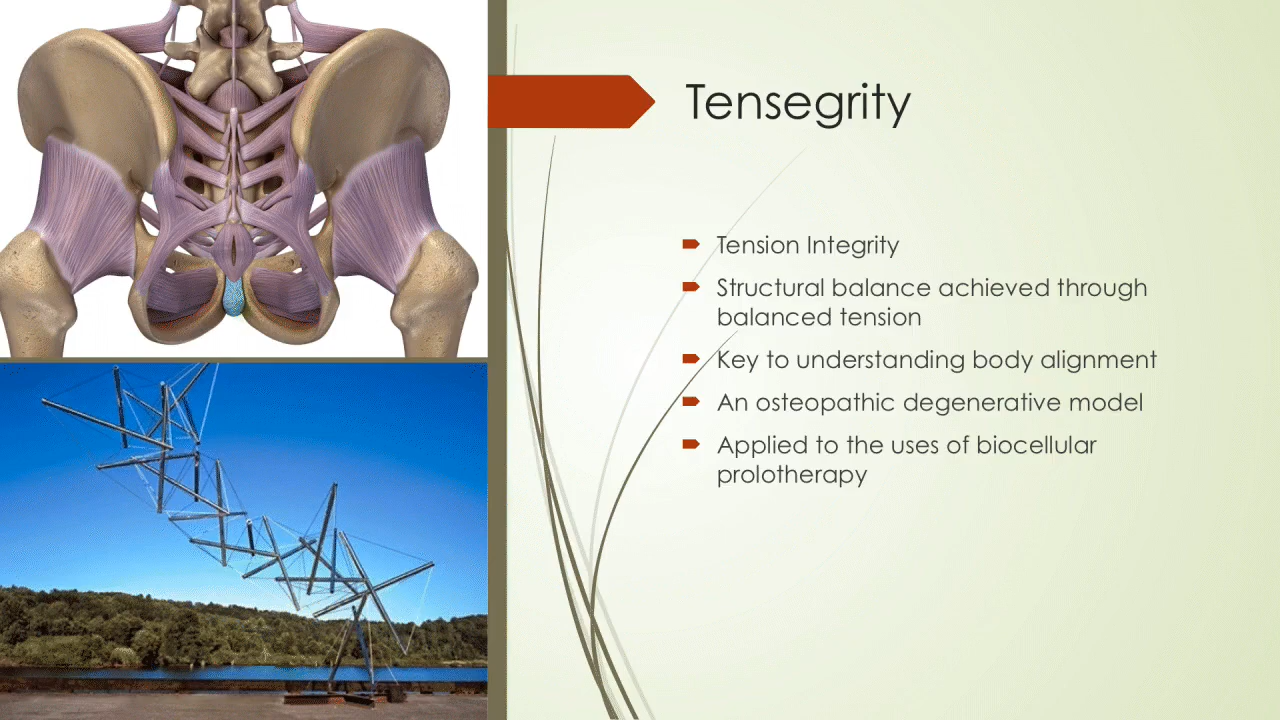 Tensegrity
Tension Integrity
Structural balance achieved through
balanced tension
Key to understanding body alignment
An osteopathic degenerative model
Applied to the uses of biocellular
prolotherapy